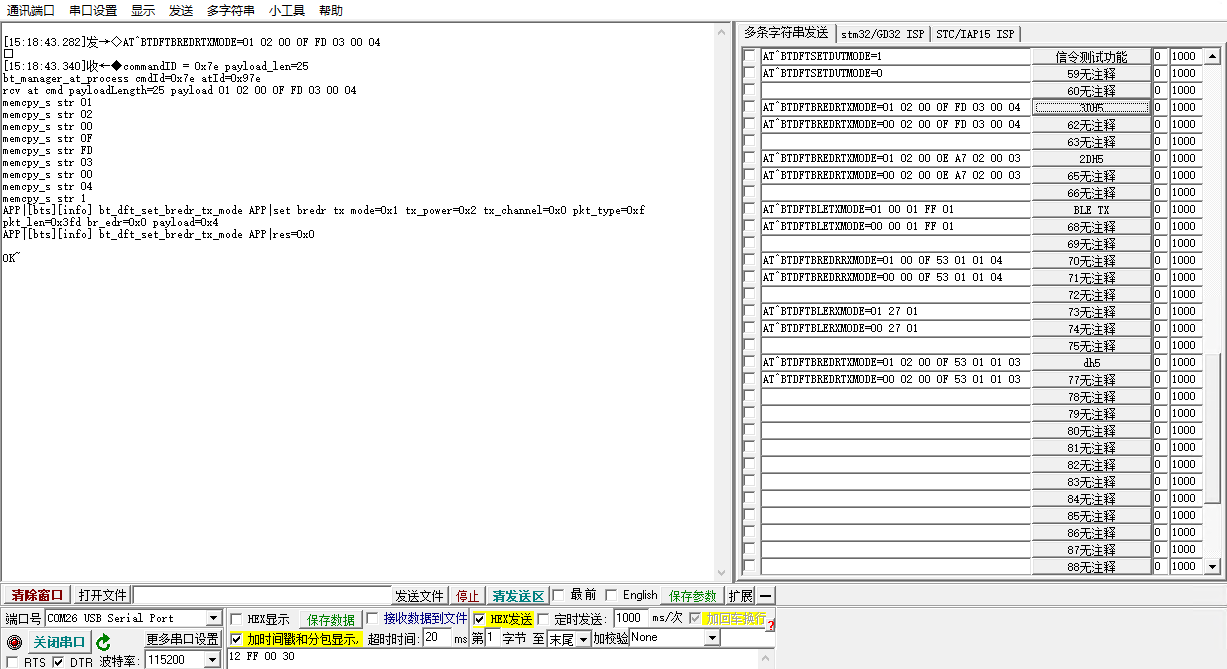 通讯端口 串口设置 显示 发送 多字符串 小工具 帮助
[15:18:43.282]发→◇AT^BTDFTBREDRTXMODE=01 02 00 0F FD 03 00 04
□
[15:18:43.340]收←◆commandID = 0x7e payload_len=25
bt_manager_at_process cmdId=0x7e atId=0x97e
rcv at cmd payloadLength=25 payload 01 02 00 0F FD 03 00 04
memcpy_s str 01
memcpy_s str 02
memcpy_s str 00
memcpy_s str 0F
memcpy_s str FD
memcpy_s str 03
memcpy_s str 00
memcpy_s str 04
memcpy_s str 1
APP|[bts][info] bt_dft_set_bredr_tx_mode APP|set bredr tx mode=0x1 tx_power=0x2 tx_channel=0x0 pkt_type=0xf
pkt_len=0x3fd br_edr=0x0 payload=0x4
APP|[bts][info] bt_dft_set_bredr_tx_mode APP|res=0x0
OK~
多条字符串发送 stm32/GD32 ISP STC/IAP15 ISP
AT^BTDFTSETDUTMODE=1 信令测试功能 0 1000
AT^BTDFTSETDUTMODE=0 59无注释 0 1000
60无注释 0 1000
AT^BTDFTBREDRTXMODE=01 02 00 0F FD 03 00 04 3DH5 0 1000
AT^BTDFTBREDRTXMODE=00 02 00 0F FD 03 00 04 62无注释 0 1000
63无注释 0 1000
AT^BTDFTBREDRTXMODE=01 02 00 0E A7 02 00 03 2DH5 0 1000
AT^BTDFTBREDRTXMODE=00 02 00 0E A7 02 00 03 65无注释 0 1000
66无注释 0 1000
AT^BTDFTBLETXMODE=01 00 01 FF 01 BLE TX 0 1000
AT^BTDFTBLETXMODE=00 00 01 FF 01 68无注释 0 1000
69无注释 0 1000
AT^BTDFTBREDRRXMODE=01 00 0F 53 01 01 04 70无注释 0 1000
AT^BTDFTBREDRRXMODE=00 00 0F 53 01 01 04 71无注释 0 1000
72无注释 0 1000
AT^BTDFTBLERXMODE=01 27 01 73无注释 0 1000
AT^BTDFTBLERXMODE=00 27 01 74无注释 0 1000
75无注释 0 1000
AT^BTDFTBREDRTXMODE=01 02 00 0F 53 01 01 03 dh5 0 1000
AT^BTDFTBREDRTXMODE=00 02 00 0F 53 01 01 03 77无注释 0 1000
78无注释 0 1000
79无注释 0 1000
80无注释 0 1000
81无注释 0 1000
82无注释 0 1000
83无注释 0 1000
84无注释 0 1000
85无注释 0 1000
86无注释 0 1000
87无注释 0 1000
88无注释 0 1000
清除窗口 打开文件 发送文件 停止 清发送区 最前 English 保存参数 扩展 —
端口号 COM26 USB Serial Port HEX显示 保存数据 接收数据到文件 HEX发送 定时发送: 1000 ms/次 加回车换行 ?
关闭串口 更多串口设置 加时间戳和分包显示, 超时时间: 20 ms 第 1 字节 至 末尾 加校验 None
RTS DTR 波特率: 115200 12 FF 00 30